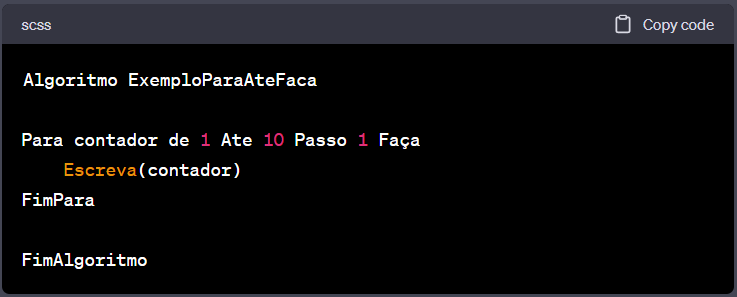 scss
Copy code
Algoritmo ExemploParaAteFaca
Para contador de 1 Ate 10 Passo 1 Faça
Escreva(contador)
FimPara
FimAlgoritmo